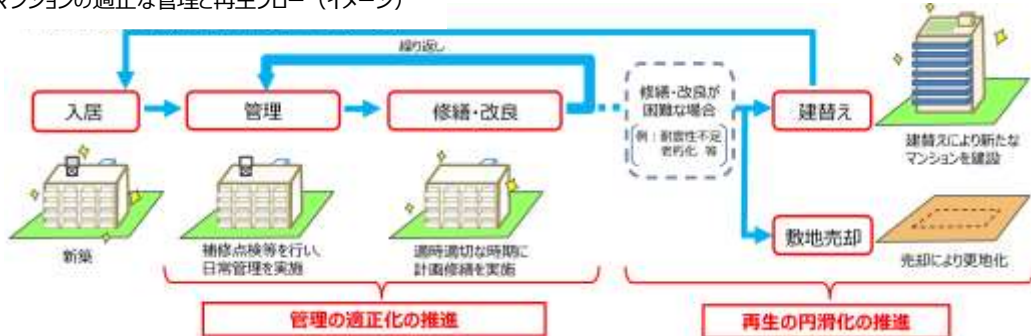 マンションの適正な管理と再生フロー（イメージ）
繰り返し
入居
管理
修繕・改良
修繕・改良が
困難な場合
例：耐震性不足
老朽化 等
建替え
建替えにより新たな
マンションを建設
敷地売却
売却により更地化
新築
補修点検等を行い、
日常管理を実施
適時適切な時期に
計画修繕を実施
管理の適正化の推進
再生の円滑化の推進